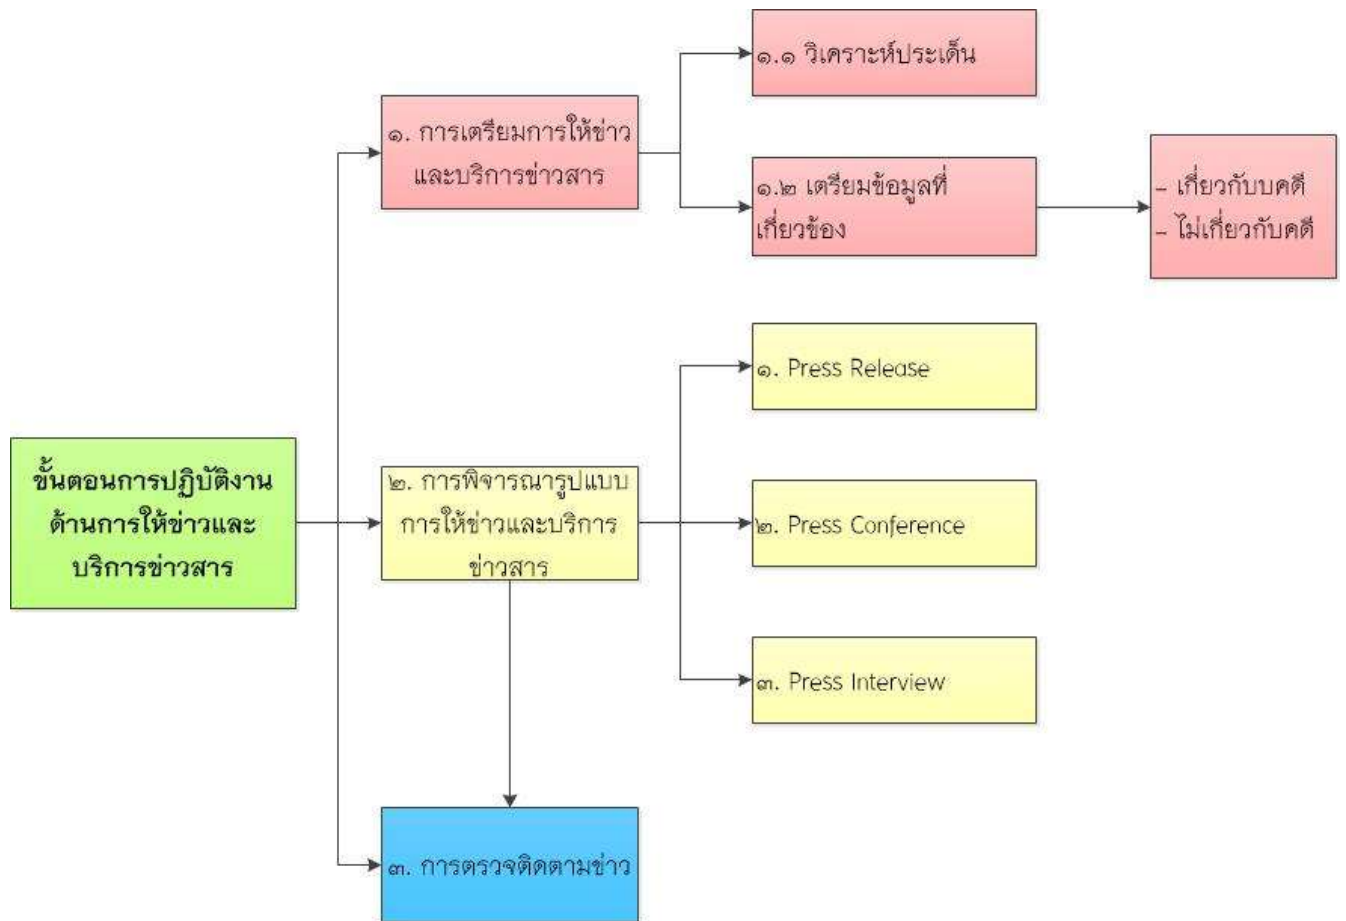 ๑.๑ วิเคราะห์ประเด็น
๑. การเตรียมการให้ข่าว
และบริการข่าวสาร
๑.๒ เตรียมข้อมูลที่
เกี่ยวข้อง
- เกี่ยวกับบคดี
- ไม่เกี่ยวกับคดี
๑. Press Release
ขั้นตอนการปฏิบัติงาน
ด้านการให้ข่าวและ
บริการข่าวสาร
๒. การพิจารณารูปแบบ
การให้ข่าวและบริการ
ข่าวสาร
๒. Press Conference
๓. Press Interview
๓. การตรวจติดตามข่าว